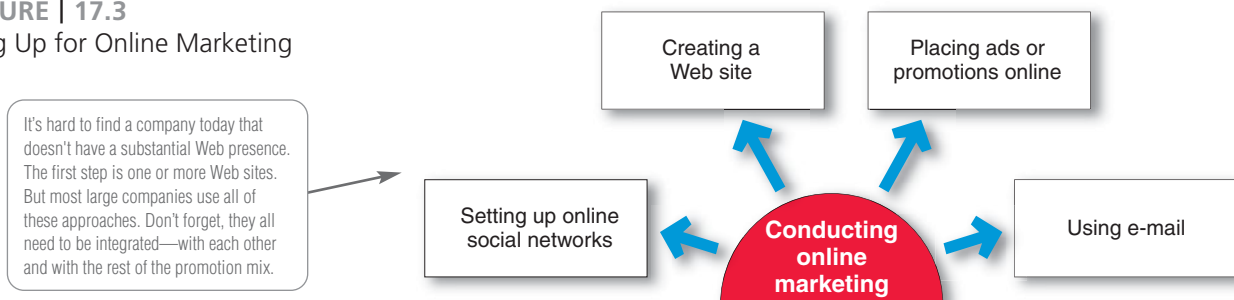 URE | 17.3
g Up for Online Marketing
It's hard to find a company today that
doesn't have a substantial Web presence.
The first step is one or more Web sites.
But most large companies use all of
these approaches. Don't forget, they all
need to be integrated—with each other
and with the rest of the promotion mix.
Creating a
Web site
Placing ads or
promotions online
Setting up online
social networks
Using e-mail
Conducting
online
marketing